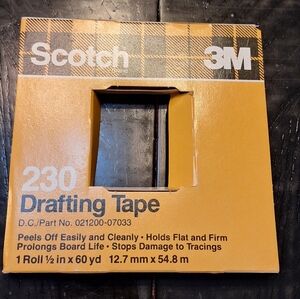 Scotch 3M
230
Drafting Tape
D.C./Part No. 021200-07033
Peels Off Easily and Cleanly • Holds Flat and Firm
Prolongs Board Life • Stops Damage to Tracings
1 Roll ½ in x 60 yd 12.7 mm x 54.8 m